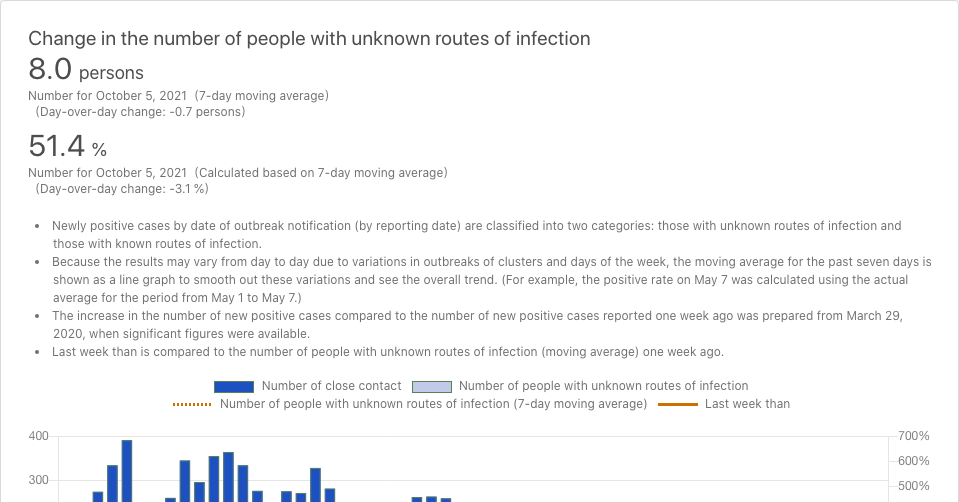 Change in the number of people with unknown routes of infection
8.0 persons
Number for October 5, 2021 (7-day moving average)
(Day-over-day change: -0.7 persons)
51.4 %
Number for October 5, 2021 (Calculated based on 7-day moving average)
(Day-over-day change: -3.1 %)
• Newly positive cases by date of outbreak notification (by reporting date) are classified into two categories: those with unknown routes of infection and
those with known routes of infection.
• Because the results may vary from day to day due to variations in outbreaks of clusters and days of the week, the moving average for the past seven days is
shown as a line graph to smooth out these variations and see the overall trend. (For example, the positive rate on May 7 was calculated using the actual
average for the period from May 1 to May 7.)
• The increase in the number of new positive cases compared to the number of new positive cases reported one week ago was prepared from March 29,
2020, when significant figures were available.
• Last week than is compared to the number of people with unknown routes of infection (moving average) one week ago.
Number of close contact Number of people with unknown routes of infection
Number of people with unknown routes of infection (7-day moving average) Last week than
400 700%
600%
300 500%